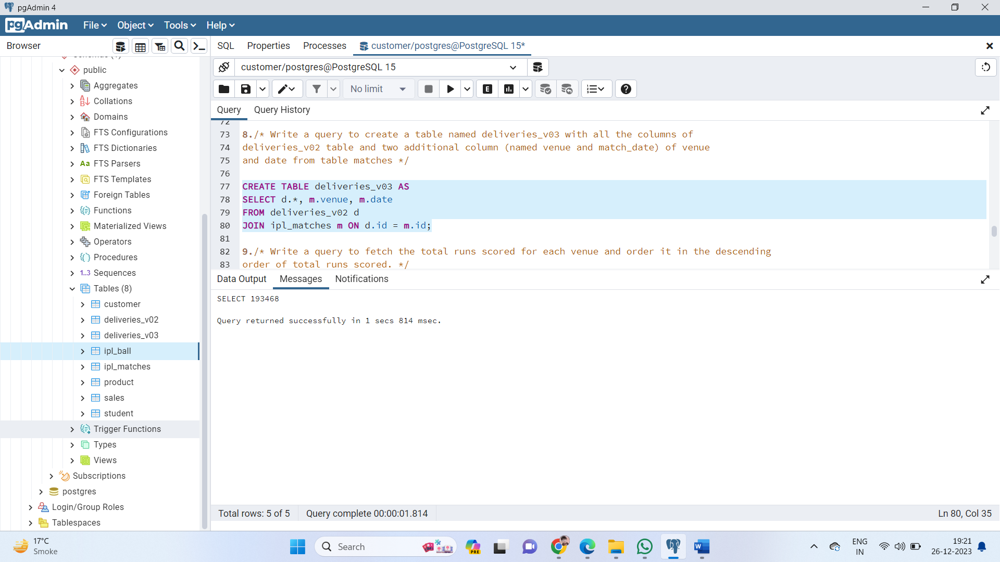 pgAdmin 4
pgAdmin File Object Tools Help
Browser
SQL Properties Processes customer/postgres@PostgreSQL 15*
public
Aggregates
Collations
Domains
FTS Configurations
FTS Dictionaries
Aa FTS Parsers
FTS Templates
Foreign Tables
Functions
Materialized Views
Operators
Procedures
1..3 Sequences
Tables (8)
customer
deliveries_v02
deliveries_v03
ipl_ball
ipl_matches
product
sales
student
Trigger Functions
Types
Views
Subscriptions
postgres
Login/Group Roles
Tablespaces
customer/postgres@PostgreSQL 15
No limit
E
Query Query History
72
73 8./* Write a query to create a table named deliveries_v03 with all the columns of
74 deliveries_v02 table and two additional column (named venue and match_date) of venue
75 and date from table matches */
76
77 CREATE TABLE deliveries_v03 AS
78 SELECT d.*, m.venue, m.date
79 FROM deliveries_v02 d
80 JOIN ipl_matches m ON d.id = m.id;
81
82 9./* Write a query to fetch the total runs scored for each venue and order it in the descending
83 order of total runs scored. */
Data Output Messages Notifications
SELECT 193468
Query returned successfully in 1 secs 814 msec.
Total rows: 5 of 5 Query complete 00:00:01.814 Ln 80, Col 35
17°C
Smoke
Search
PRE
W
ENG
IN
19:21
26-12-2023